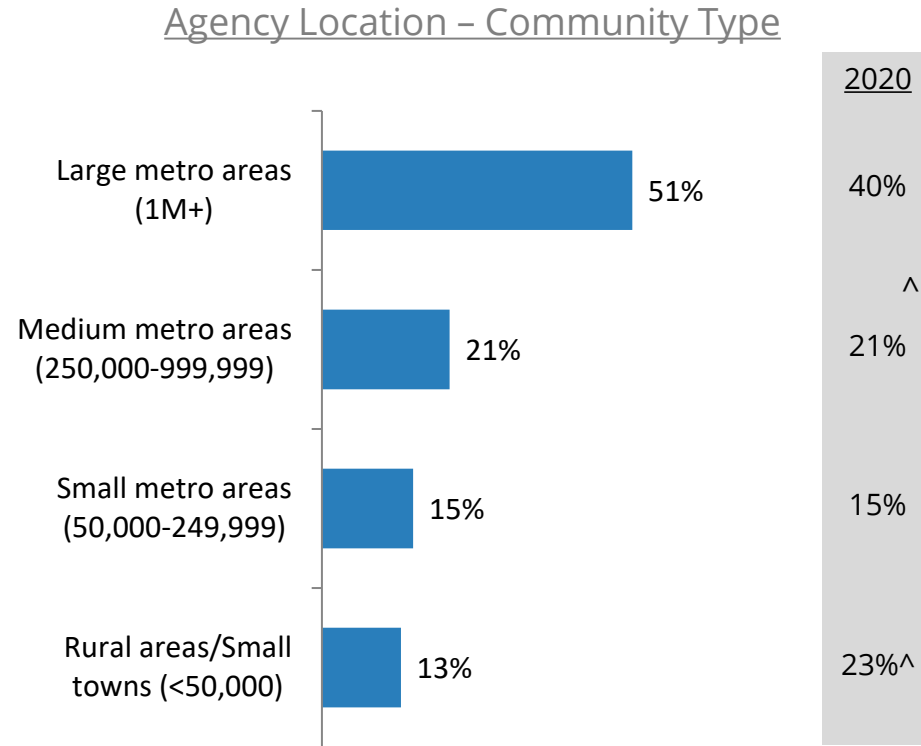 Agency Location – Community Type
2020
Large metro areas
(1M+)
51%
40%
^
Medium metro areas
(250,000-999,999)
21%
21%
Small metro areas
(50,000-249,999)
15%
15%
Rural areas/Small
towns (<50,000)
13%
23%^